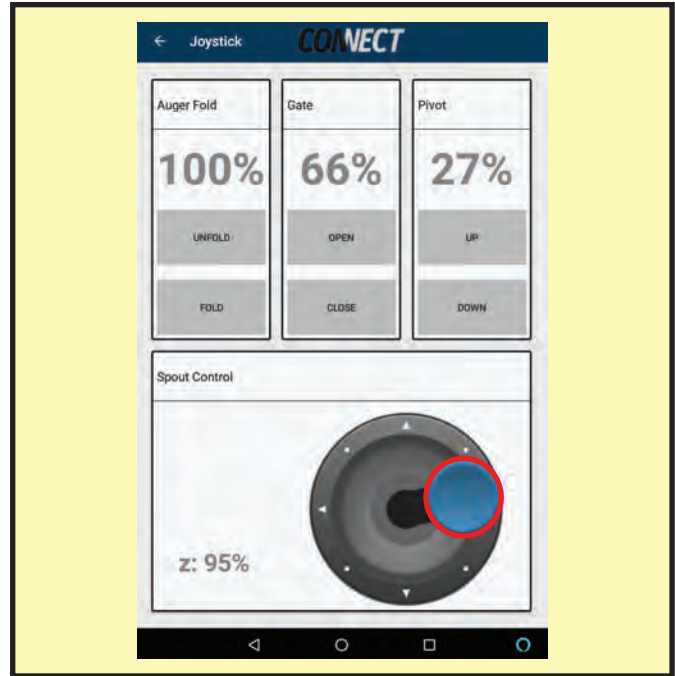 Joystick CONNECT
Auger Fold Gate Pivot
100% 66% 27%
UNFOLD OPEN UP
FOLD CLOSE DOWN
Spout Control
z: 95%